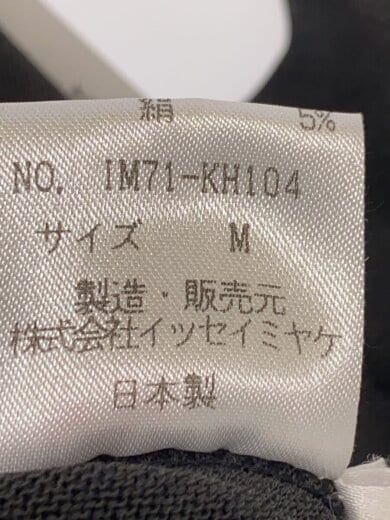 絹 5%
NO. IM71-KH104
サイズ M
製造・販売元
株式会社イッセイミヤケ
日本製